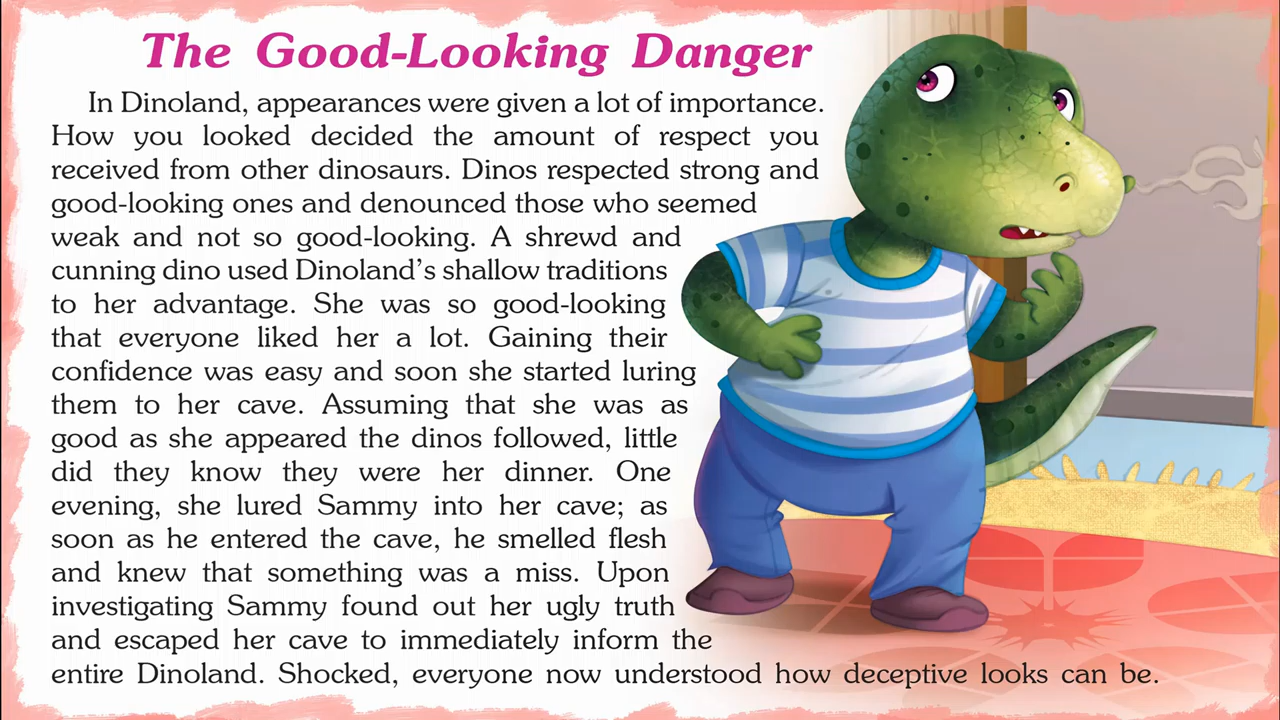 The Good-Looking Danger
In Dinoland, appearances were given a lot of importance.
How you looked decided the amount of respect you
received from other dinosaurs. Dinos respected strong and
good-looking ones and denounced those who seemed
weak and not so good-looking. A shrewd and
cunning dino used Dinoland's shallow traditions
to her advantage. She was so good-looking
that everyone liked her a lot. Gaining their
confidence was easy and soon she started luring
them to her cave. Assuming that she was as
good as she appeared the dinos followed, little
did they know they were her dinner. One
evening, she lured Sammy into her cave; as
soon as he entered the cave, he smelled flesh
and knew that something was a miss. Upon
investigating Sammy found out her ugly truth
and escaped her cave to immediately inform the
entire Dinoland. Shocked, everyone now understood how deceptive looks can be.